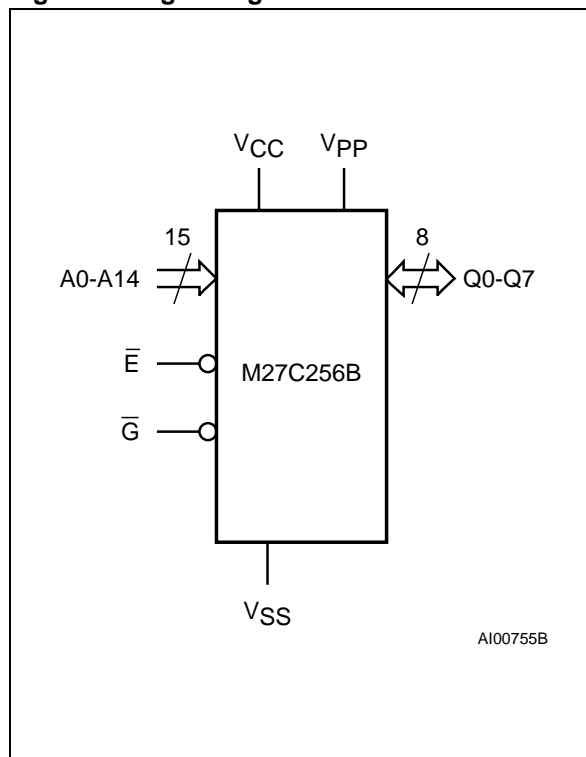 VCC VPP
15 8
A0-A14 Q0-Q7
E̅
M27C256B
G̅
VSS
AI00755B